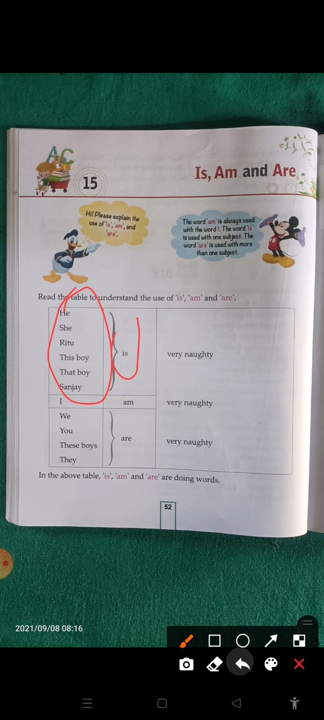 AC
15
Is, Am and Are
Hi! Please explain the
use of 'is', 'am', and
'are'.
The word 'am' is always used
with the word I. The word 'is'
is used with one subject. The
word 'are' is used with more
than one subject.
Read the table to understand the use of 'is', 'am' and 'are'.
He
She
Ritu
This boy
That boy
Sanjay
is
very naughty
I
am
very naughty
We
You
These boys
They
are
very naughty
In the above table, 'is', 'am' and 'are' are doing words.
52
2021/09/08 08:16